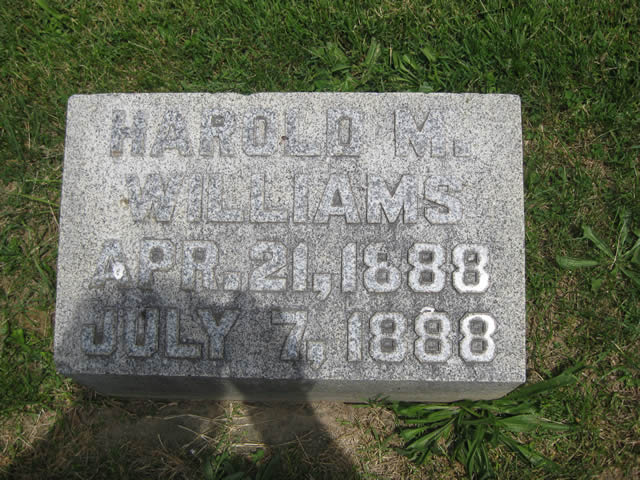 HAROLD M.
WILLIAMS
APR. 21, 1888
JULY 7, 1888